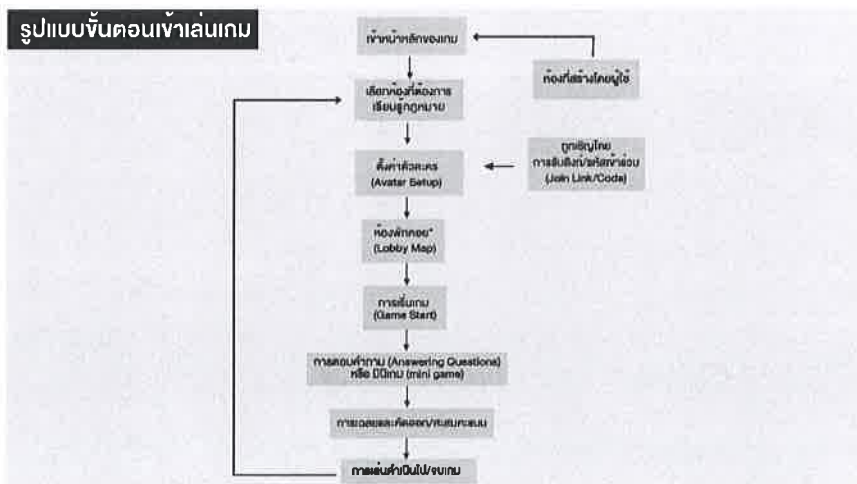 รูปแบบขั้นตอนเข้าเล่นเกม
เข้าหน้าหลักของเกม
ห้องที่สร้างโดยผู้ใช้
เลือกห้องที่ต้องการ
เรียนรู้กฎหมาย
ถูกเชิญโดย
การรับลิงก์/รหัสเข้าร่วม
(Join Link/Code)
ตั้งค่าตัวละคร
(Avatar Setup)
ห้องพักคอย*
(Lobby Map)
การเริ่มเกม
(Game Start)
การตอบคำถาม (Answering Questions)
หรือ มินิเกม (mini game)
การเฉลยและคัดออก/สะสมคะแนน
การเล่นดำเนินไป/จบเกม